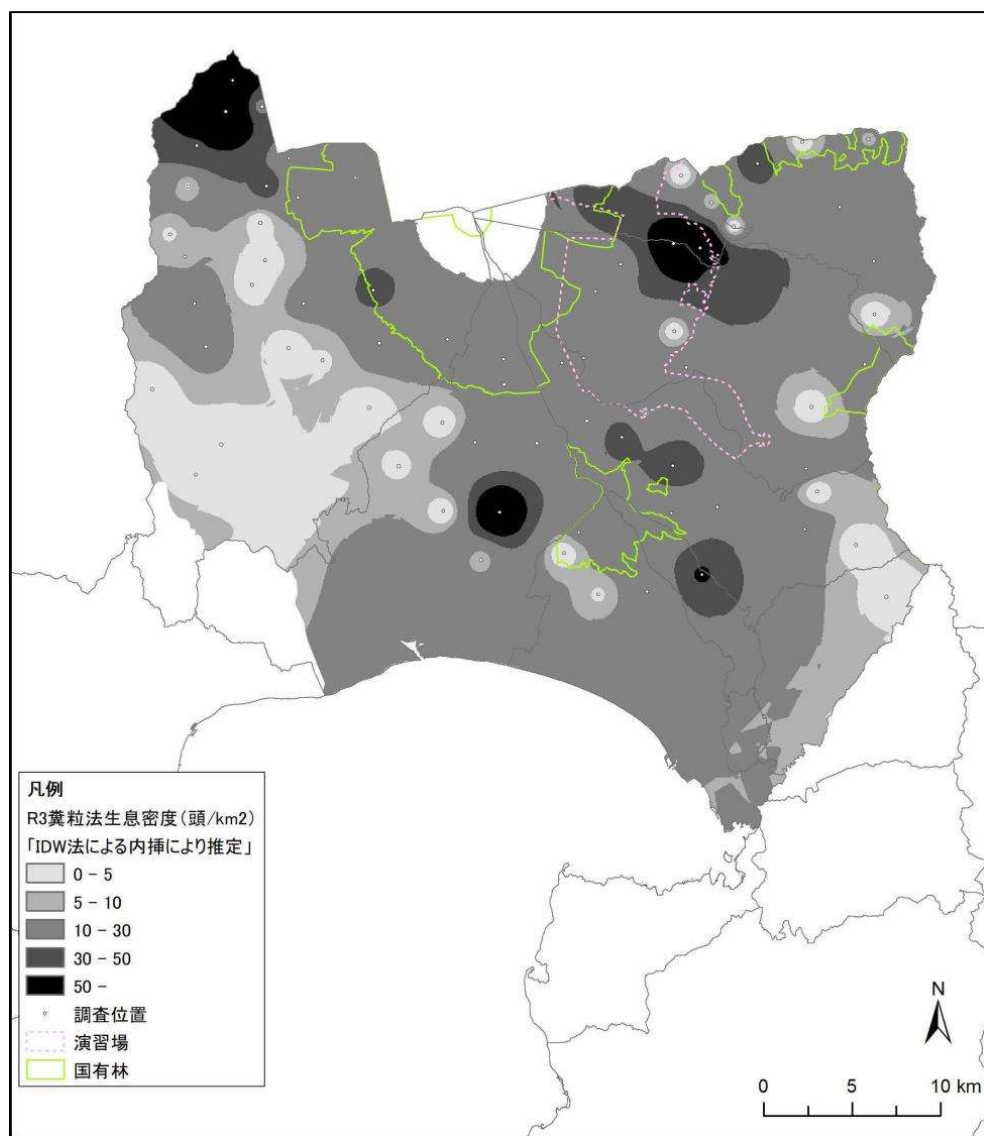 凡例
R3糞粒法生息密度(頭/km2)
「IDW法による内挿により推定」
0 - 5
5 - 10
10 - 30
30 - 50
50 -
調査位置
演習場
国有林
N
0 5 10 km